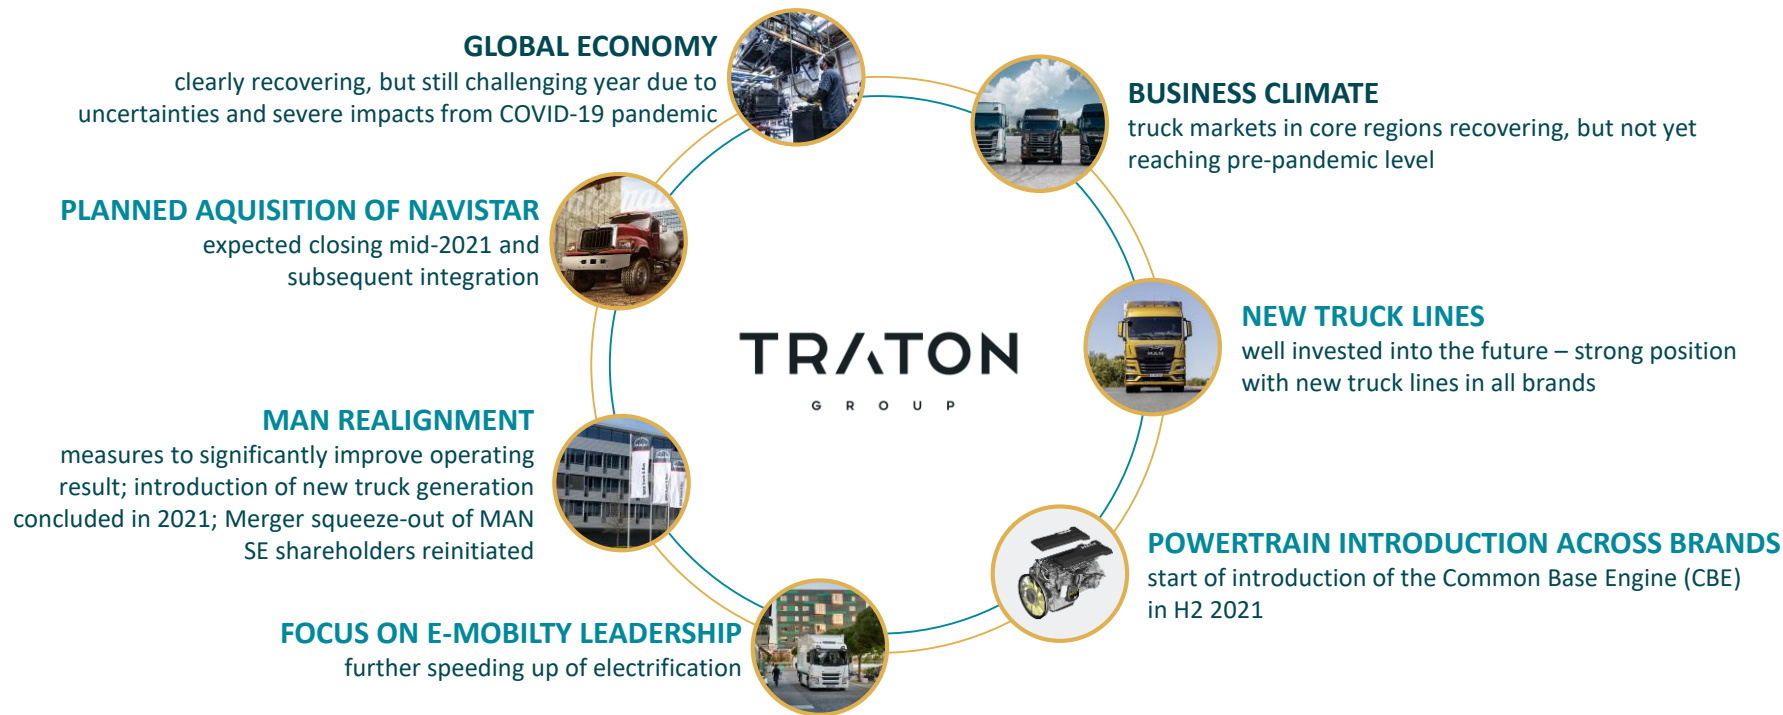 GLOBAL ECONOMY
clearly recovering, but still challenging year due to
uncertainties and severe impacts from COVID-19 pandemic
BUSINESS CLIMATE
truck markets in core regions recovering, but not yet
reaching pre-pandemic level
PLANNED AQUISITION OF NAVISTAR
expected closing mid-2021 and
subsequent integration
NEW TRUCK LINES
well invested into the future – strong position
with new truck lines in all brands
TRATON
GROUP
MAN REALIGNMENT
measures to significantly improve operating
result; introduction of new truck generation
concluded in 2021; Merger squeeze-out of MAN
SE shareholders reinitiated
POWERTRAIN INTRODUCTION ACROSS BRANDS
start of introduction of the Common Base Engine (CBE)
in H2 2021
FOCUS ON E-MOBILTY LEADERSHIP
further speeding up of electrification
MAN